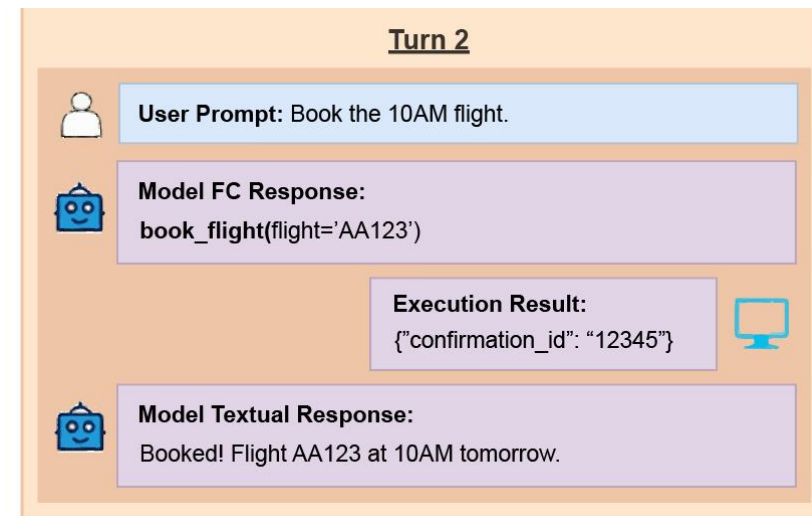 Turn 2
User Prompt: Book the 10AM flight.
Model FC Response:
book_flight(flight='AA123')
Execution Result:
{"confirmation_id": "12345"}
Model Textual Response:
Booked! Flight AA123 at 10AM tomorrow.